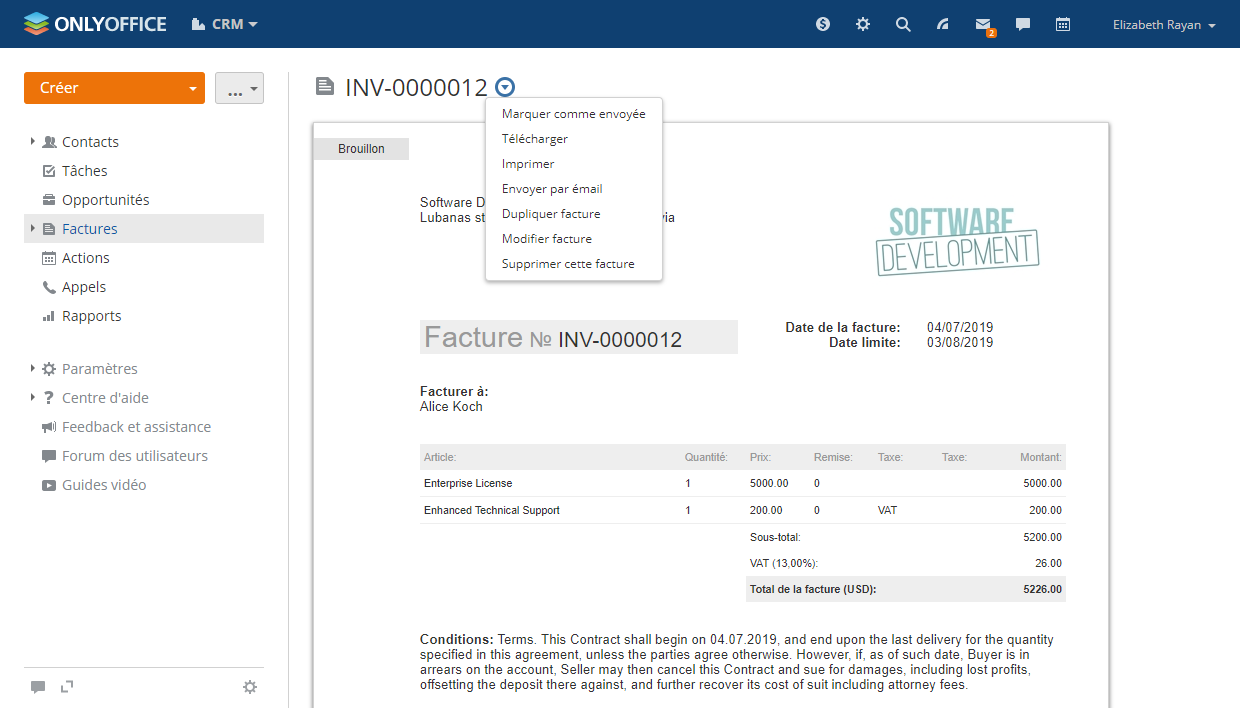 ONLYOFFICE CRM 2 Elizabeth Rayan
Créer
...
Contacts
Tâches
Opportunités
Factures
Actions
Appels
Rapports
Paramètres
Centre d'aide
Feedback et assistance
Forum des utilisateurs
Guides vidéo
INV-0000012
Marquer comme envoyée
Télécharger
Imprimer
Envoyer par émail
Dupliquer facture
Modifier facture
Supprimer cette facture
Brouillon
Software
Lubanas
SOFTWARE
DEVELOPMENT
Facture № INV-0000012
Date de la facture: 04/07/2019
Date limite: 03/08/2019
Facturer à:
Alice Koch
Article: Quantité: Prix: Remise: Taxe: Taxe: Montant:
Enterprise License 1 5000.00 0 5000.00
Enhanced Technical Support 1 200.00 0 VAT 200.00
Sous-total: 5200.00
VAT (13,00%): 26.00
Total de la facture (USD): 5226.00
Conditions: Terms. This Contract shall begin on 04.07.2019, and end upon the last delivery for the quantity
specified in this agreement, unless the parties agree otherwise. However, if, as of such date, Buyer is in
arrears on the account, Seller may then cancel this Contract and sue for damages, including lost profits,
offsetting the deposit there against, and further recover its cost of suit including attorney fees.